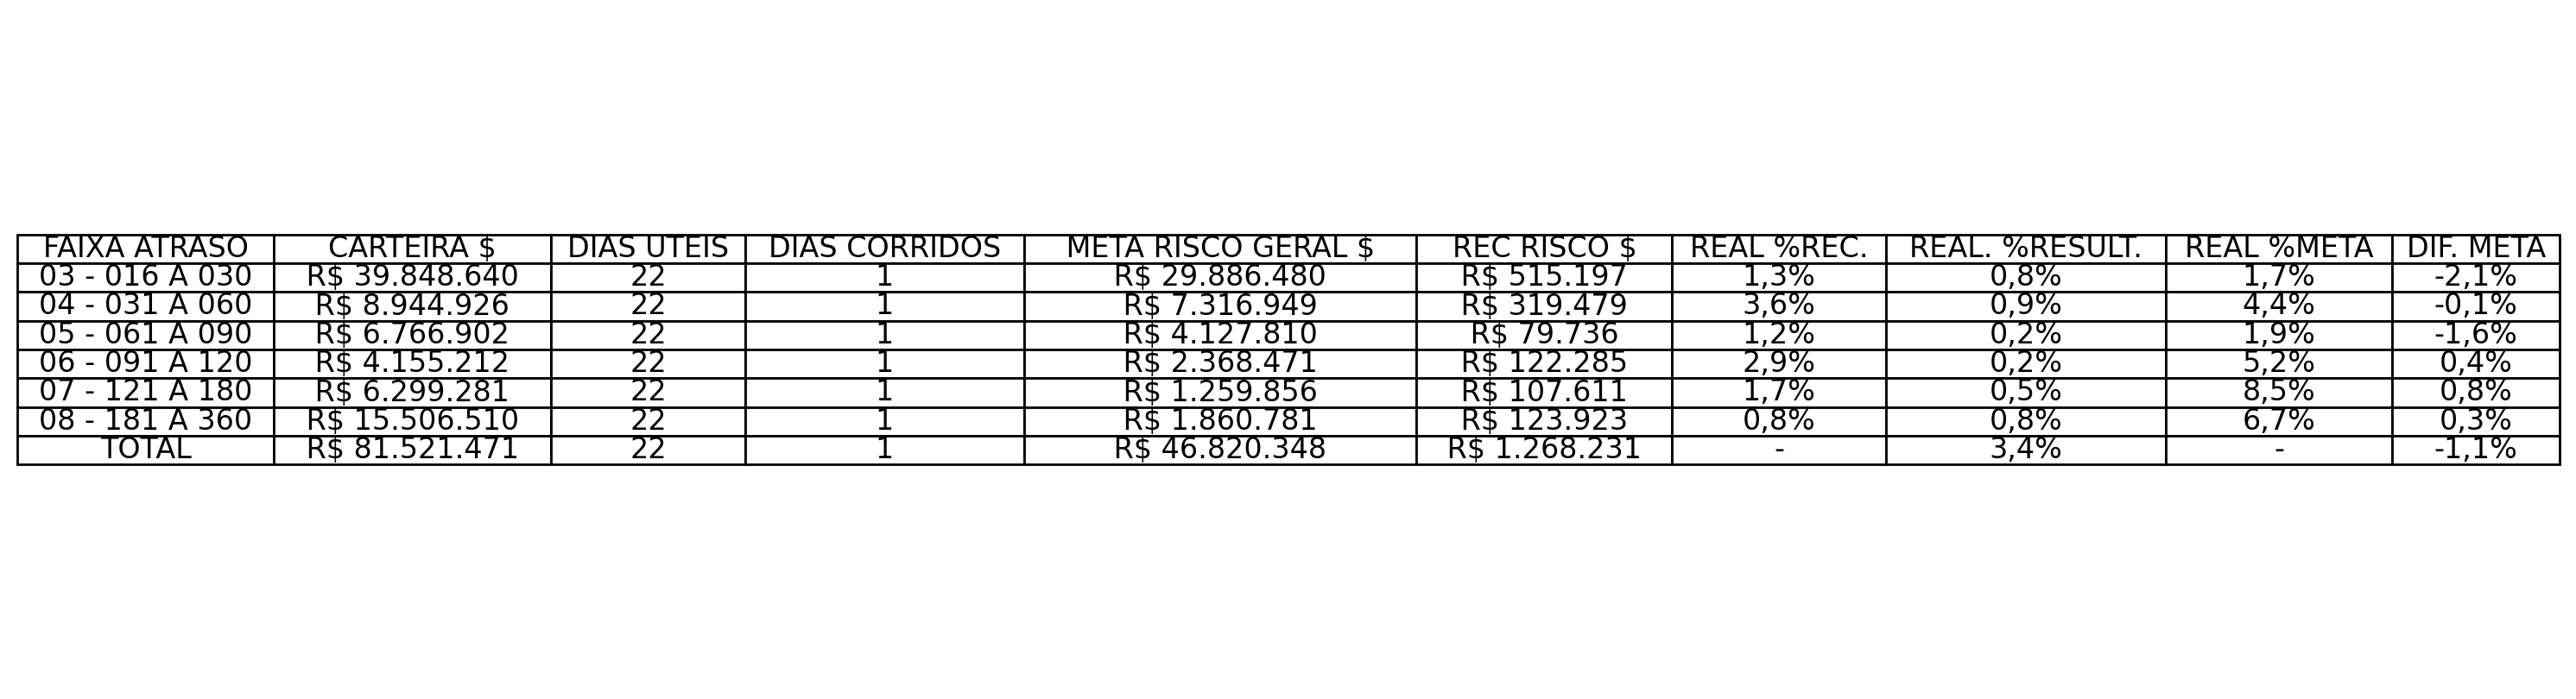 FAIXA ATRASO CARTEIRA $ DIAS UTEIS DIAS CORRIDOS META RISCO GERAL $ REC RISCO $ REAL %REC. REAL. %RESULT. REAL %META DIF. META
03 - 016 A 030 R$ 39.848.640 22 1 R$ 29.886.480 R$ 515.197 1,3% 0,8% 1,7% -2,1%
04 - 031 A 060 R$ 8.944.926 22 1 R$ 7.316.949 R$ 319.479 3,6% 0,9% 4,4% -0,1%
05 - 061 A 090 R$ 6.766.902 22 1 R$ 4.127.810 R$ 79.736 1,2% 0,2% 1,9% -1,6%
06 - 091 A 120 R$ 4.155.212 22 1 R$ 2.368.471 R$ 122.285 2,9% 0,2% 5,2% 0,4%
07 - 121 A 180 R$ 6.299.281 22 1 R$ 1.259.856 R$ 107.611 1,7% 0,5% 8,5% 0,8%
08 - 181 A 360 R$ 15.506.510 22 1 R$ 1.860.781 R$ 123.923 0,8% 0,8% 6,7% 0,3%
TOTAL R$ 81.521.471 22 1 R$ 46.820.348 R$ 1.268.231 - 3,4% - -1,1%